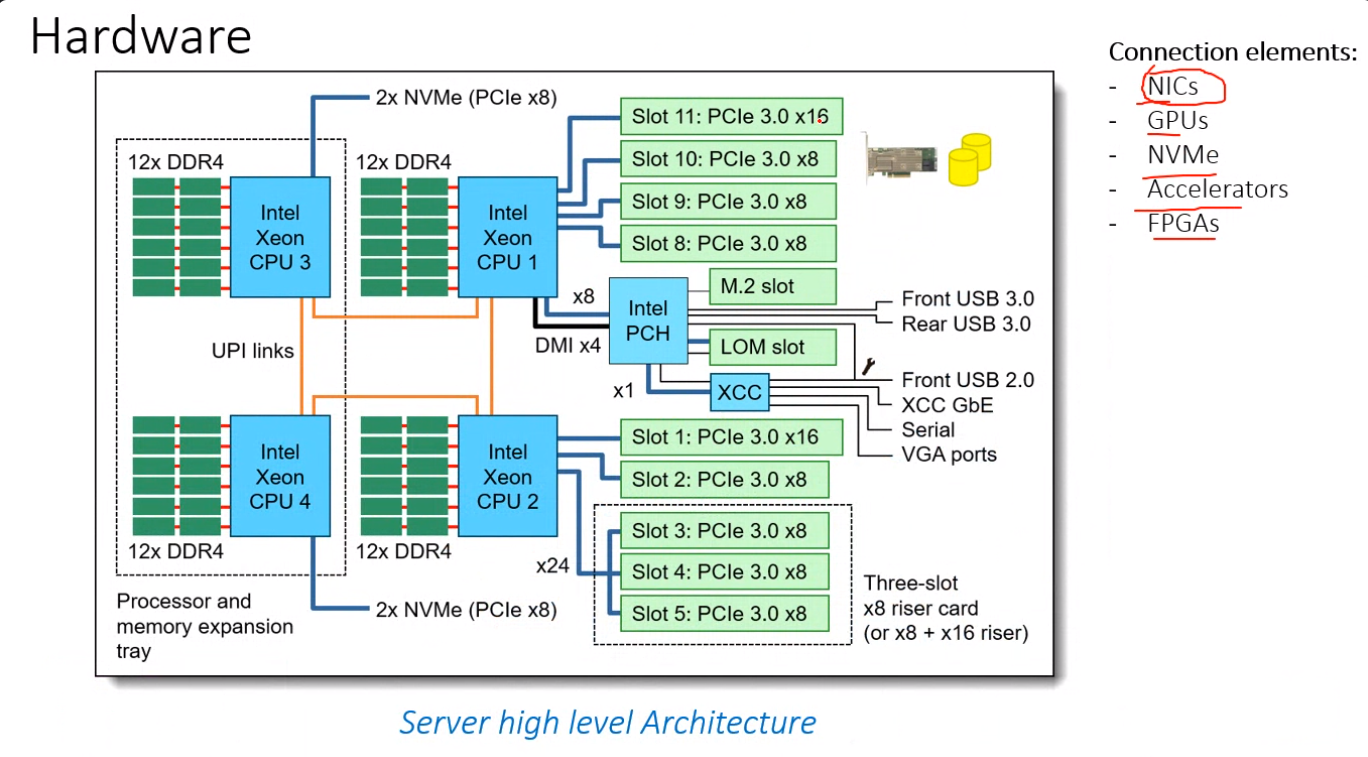 Hardware
Connection elements:
- NICs
- GPUs
- NVMe
- Accelerators
- FPGAs
2x NVMe (PCIe x8)
12x DDR4
Intel
Xeon
CPU 3
12x DDR4
Intel
Xeon
CPU 1
Slot 11: PCIe 3.0 x16
Slot 10: PCIe 3.0 x8
Slot 9: PCIe 3.0 x8
Slot 8: PCIe 3.0 x8
x8
DMI x4
Intel
PCH
M.2 slot
LOM slot
x1
XCC
Front USB 3.0
Rear USB 3.0
Front USB 2.0
XCC GbE
Serial
VGA ports
UPI links
Intel
Xeon
CPU 4
12x DDR4
Intel
Xeon
CPU 2
12x DDR4
Slot 1: PCIe 3.0 x16
Slot 2: PCIe 3.0 x8
x24
Slot 3: PCIe 3.0 x8
Slot 4: PCIe 3.0 x8
Slot 5: PCIe 3.0 x8
Three-slot
x8 riser card
(or x8 + x16 riser)
2x NVMe (PCIe x8)
Processor and
memory expansion
tray
Server high level Architecture